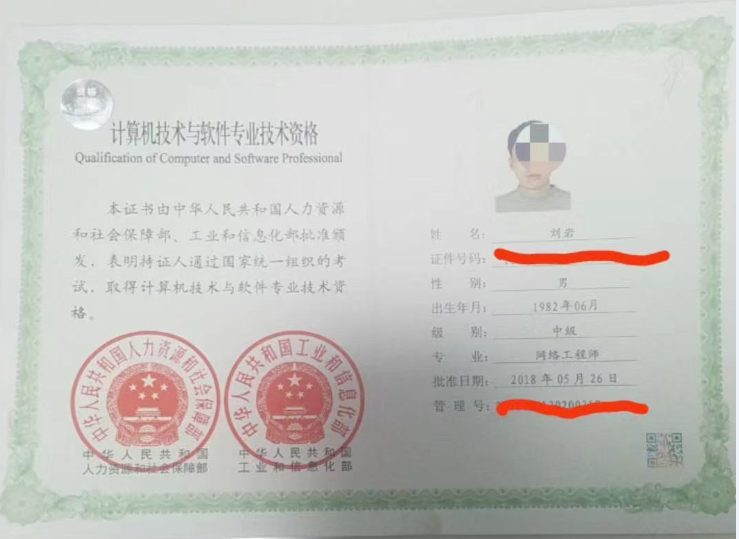 计算机技术与软件专业技术资格
Qualification of Computer and Software Professional
本证书由中华人民共和国人力资源
和社会保障部、工业和信息化部批准颁
发，表明持证人通过国家统一组织的考
试，取得计算机技术与软件专业技术资
格。
中华人民共和国人力资源和社会保障部
中华人民共和国工业和信息化部
中华人民共和国
人力资源和社会保障部
中华人民共和国
工业和信息化部
姓 名：刘岩
证件号码：
性 别：男
出生年月：1982年06月
级 别：中级
专 业：网络工程师
批准日期：2018年05月26日
管 理 号：